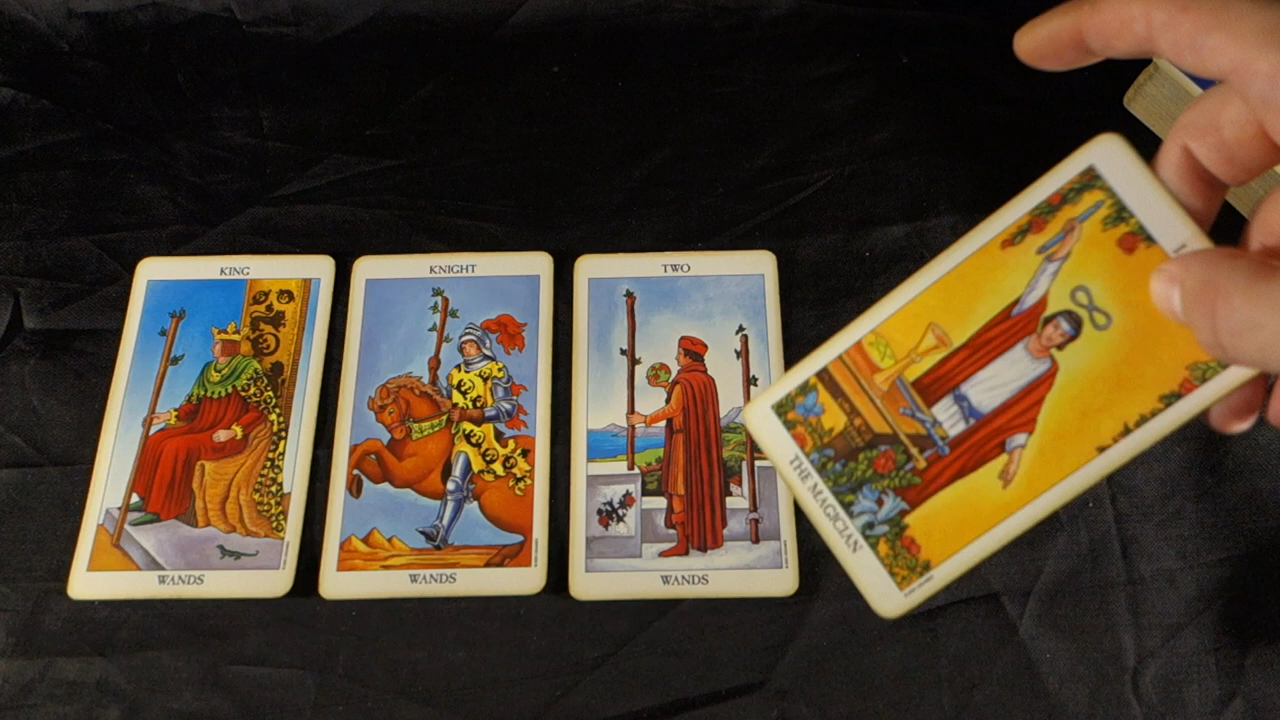 KING
WANDS
KNIGHT
WANDS
TWO
WANDS
I
THE MAGICIAN